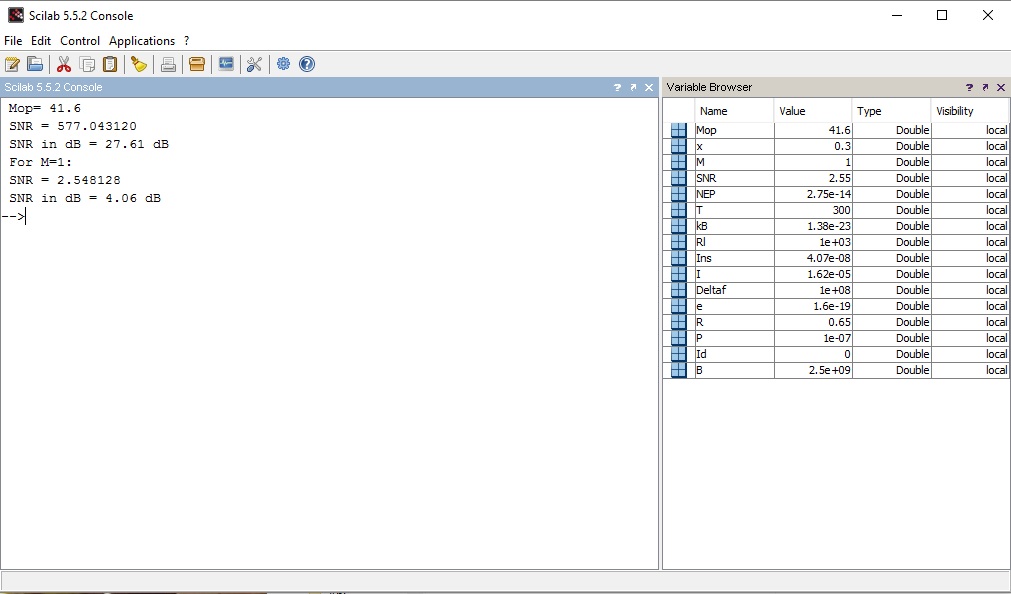 Scilab 5.5.2 Console
File Edit Control Applications ?
Scilab 5.5.2 Console ?
Mop= 41.6
SNR = 577.043120
SNR in dB = 27.61 dB
For M=1:
SNR = 2.548128
SNR in dB = 4.06 dB
-->
Variable Browser ?
Name Value Type Visibility
Mop 41.6 Double local
x 0.3 Double local
M 1 Double local
SNR 2.55 Double local
NEP 2.75e-14 Double local
T 300 Double local
kB 1.38e-23 Double local
Rl 1e+03 Double local
Ins 4.07e-08 Double local
I 1.62e-05 Double local
Deltaf 1e+08 Double local
e 1.6e-19 Double local
R 0.65 Double local
P 1e-07 Double local
Id 0 Double local
B 2.5e+09 Double local